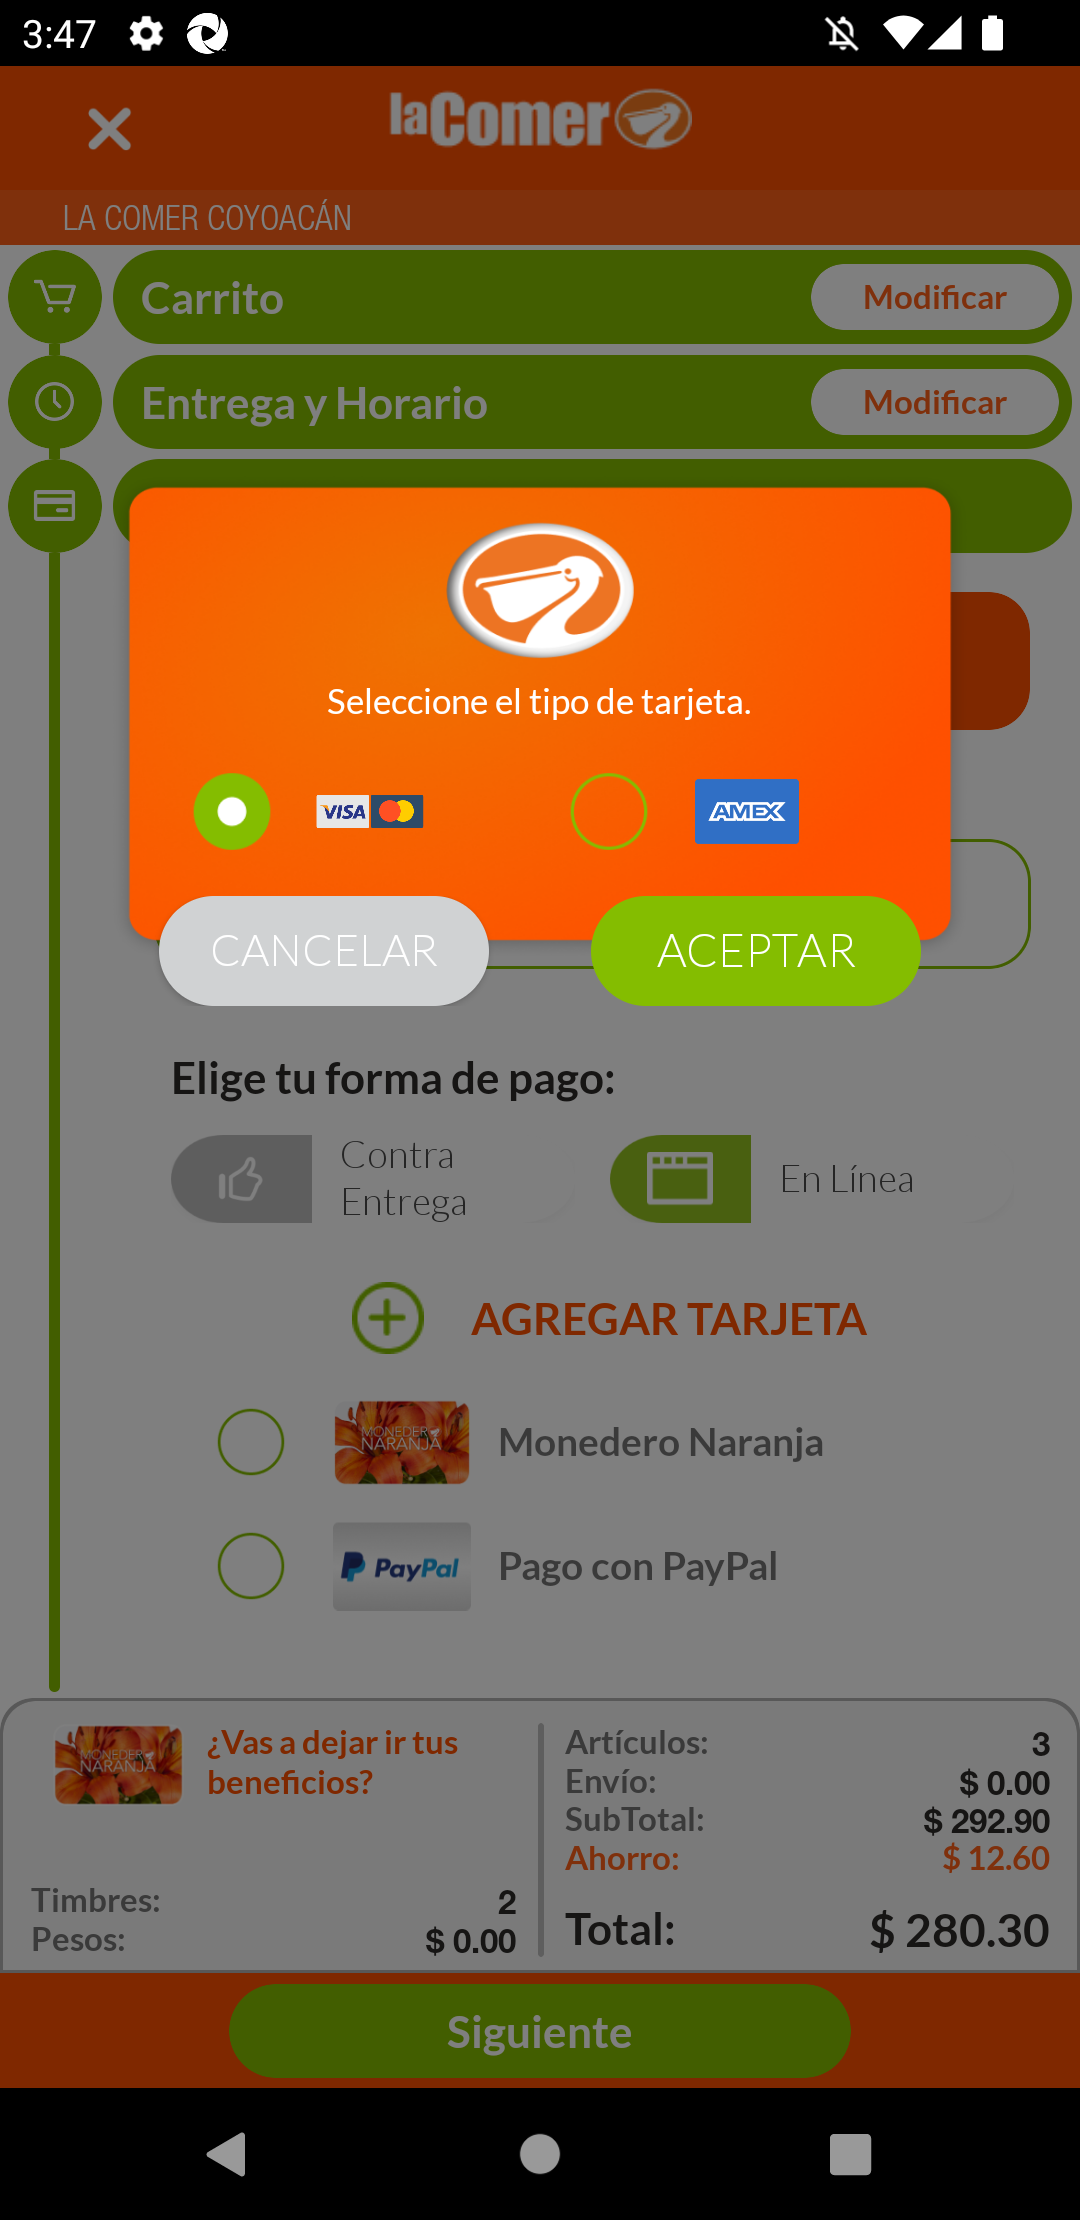 3:47
laComer
LA COMER COYOACÁN
Carrito
Modificar
Entrega y Horario
Modificar
Seleccione el tipo de tarjeta.
VISA
AMEX
CANCELAR
ACEPTAR
Elige tu forma de pago:
Contra
Entrega
En Línea
AGREGAR TARJETA
MONEDERO
NARANJA
Monedero Naranja
PayPal
Pago con PayPal
MONEDERO
NARANJA
¿Vas a dejar ir tus
beneficios?
Timbres: 2
Pesos: $ 0.00
Artículos: 3
Envío: $ 0.00
SubTotal: $ 292.90
Ahorro: $ 12.60
Total: $ 280.30
Siguiente